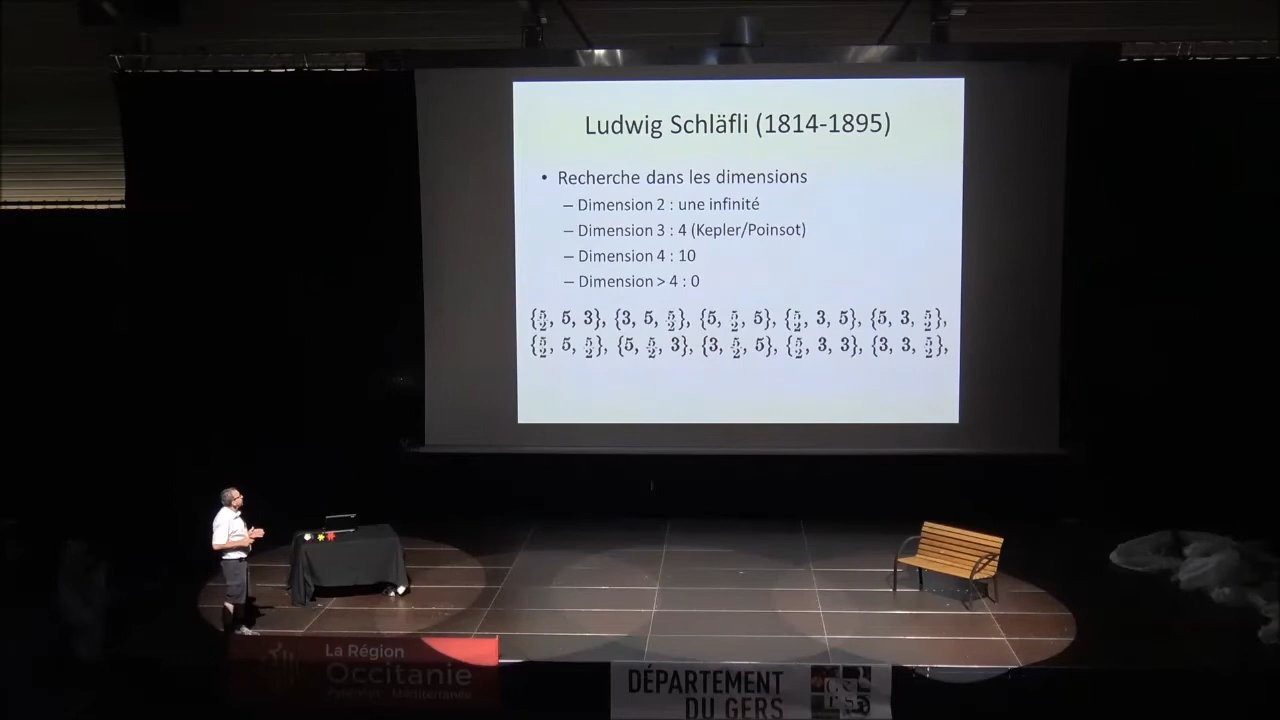 Ludwig Schläfli (1814-1895)
• Recherche dans les dimensions
– Dimension 2 : une infinité
– Dimension 3 : 4 (Kepler/Poinsot)
– Dimension 4 : 10
– Dimension > 4 : 0
{5/2, 5, 3}, {3, 5, 5/2}, {5, 5/2, 5}, {5/2, 3, 5}, {5, 3, 5/2},
{5/2, 5, 5/2}, {5, 5/2, 3}, {3, 5/2, 5}, {5/2, 3, 3}, {3, 3, 5/2},
La Région
Occitanie
Pyrénées - Méditerranée
DÉPARTEMENT
DU GERS